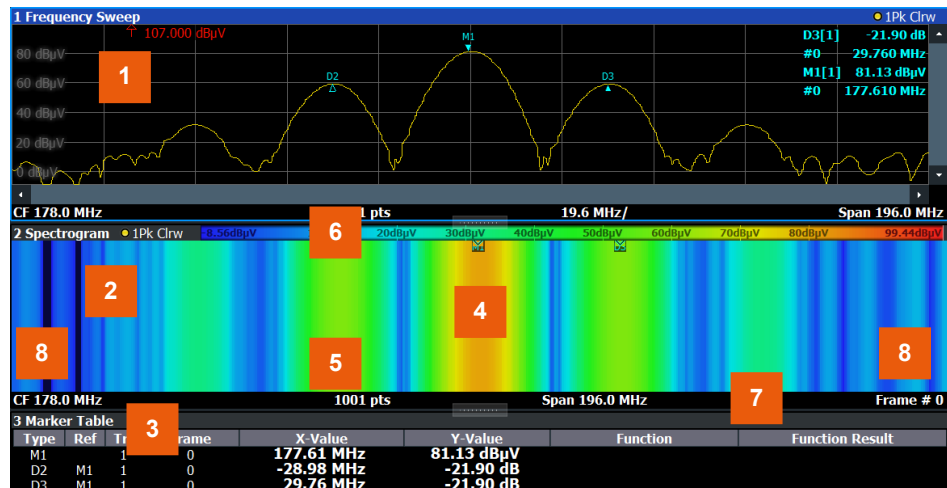 1 Frequency Sweep 1Pk Clrw
107.000 dBµV
M1
D2
D3
D3[1] -21.90 dB
#0 29.760 MHz
M1[1] 81.13 dBµV
#0 177.610 MHz
80 dBµV
60 dBµV
40 dBµV
20 dBµV
0 dBµV
1
CF 178.0 MHz pts 19.6 MHz/ Span 196.0 MHz
2 Spectrogram 1Pk Clrw -8.56dBµV 6 20dBµV 30dBµV 40dBµV 50dBµV 60dBµV 70dBµV 80dBµV 99.44dBµV
M1 D3
2
4
8 5 8
CF 178.0 MHz 1001 pts Span 196.0 MHz 7 Frame # 0
3 Marker Table
3
Type Ref X-Value Y-Value Function Function Result
M1 1 0 177.61 MHz 81.13 dBµV
D2 M1 1 0 -28.98 MHz -21.90 dB
D3 M1 1 0 29.76 MHz -21.90 dB